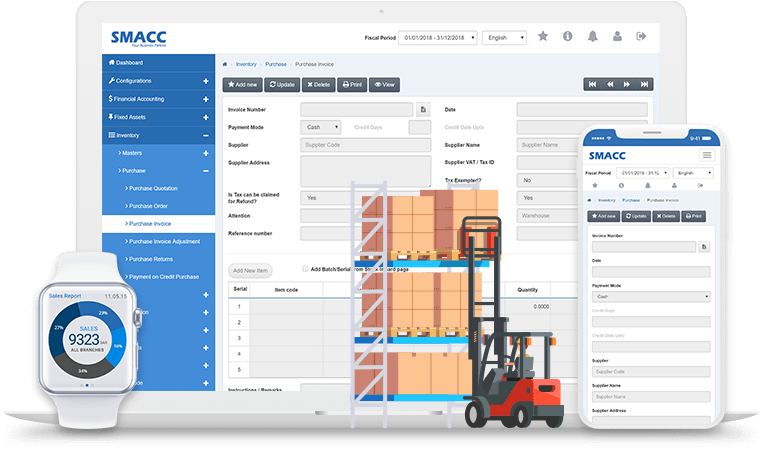 SMACC
Your Business Partner
Fiscal Period 01/01/2018 - 31/12/2018 English
Dashboard
Configurations
Financial Accounting
Fixed Assets
Inventory
Masters
Purchase
Purchase Quotation
Purchase Order
Purchase Invoice
Purchase Invoice Adjustment
Purchase Returns
Payment on Credit Purchase
Inventory Purchase Purchase Invoice
Add new Update Delete Print View
Invoice Number Date
Payment Mode Cash Credit Days Credit Date Upto
Supplier Supplier Code Supplier Name Supplier Name
Supplier Address Supplier VAT / Tax ID
Tax Exempted? No
Is Tax can be claimed
for Refund? Yes Yes
Attention Warehouse
Reference number
Add New Item Add Batch/Serial from page
Serial Item code Quantity
1 0.0000
2
3
4
5
Instructions / Remarks
Sales Report 11.05.15
27% 23%
SALES
9323 SAR
ALL BRANCHES
16%
34%
9:41
SMACC
Fiscal Period 01/01/2018 - 31/12 English
Inventory Purchase Purchase Invoice
Add new Update Delete Print
Invoice Number
Date
Payment Mode
Cash
Credit Days
Credit Date Upto
Supplier
Supplier Code
Supplier Name
Supplier Name
Supplier Address